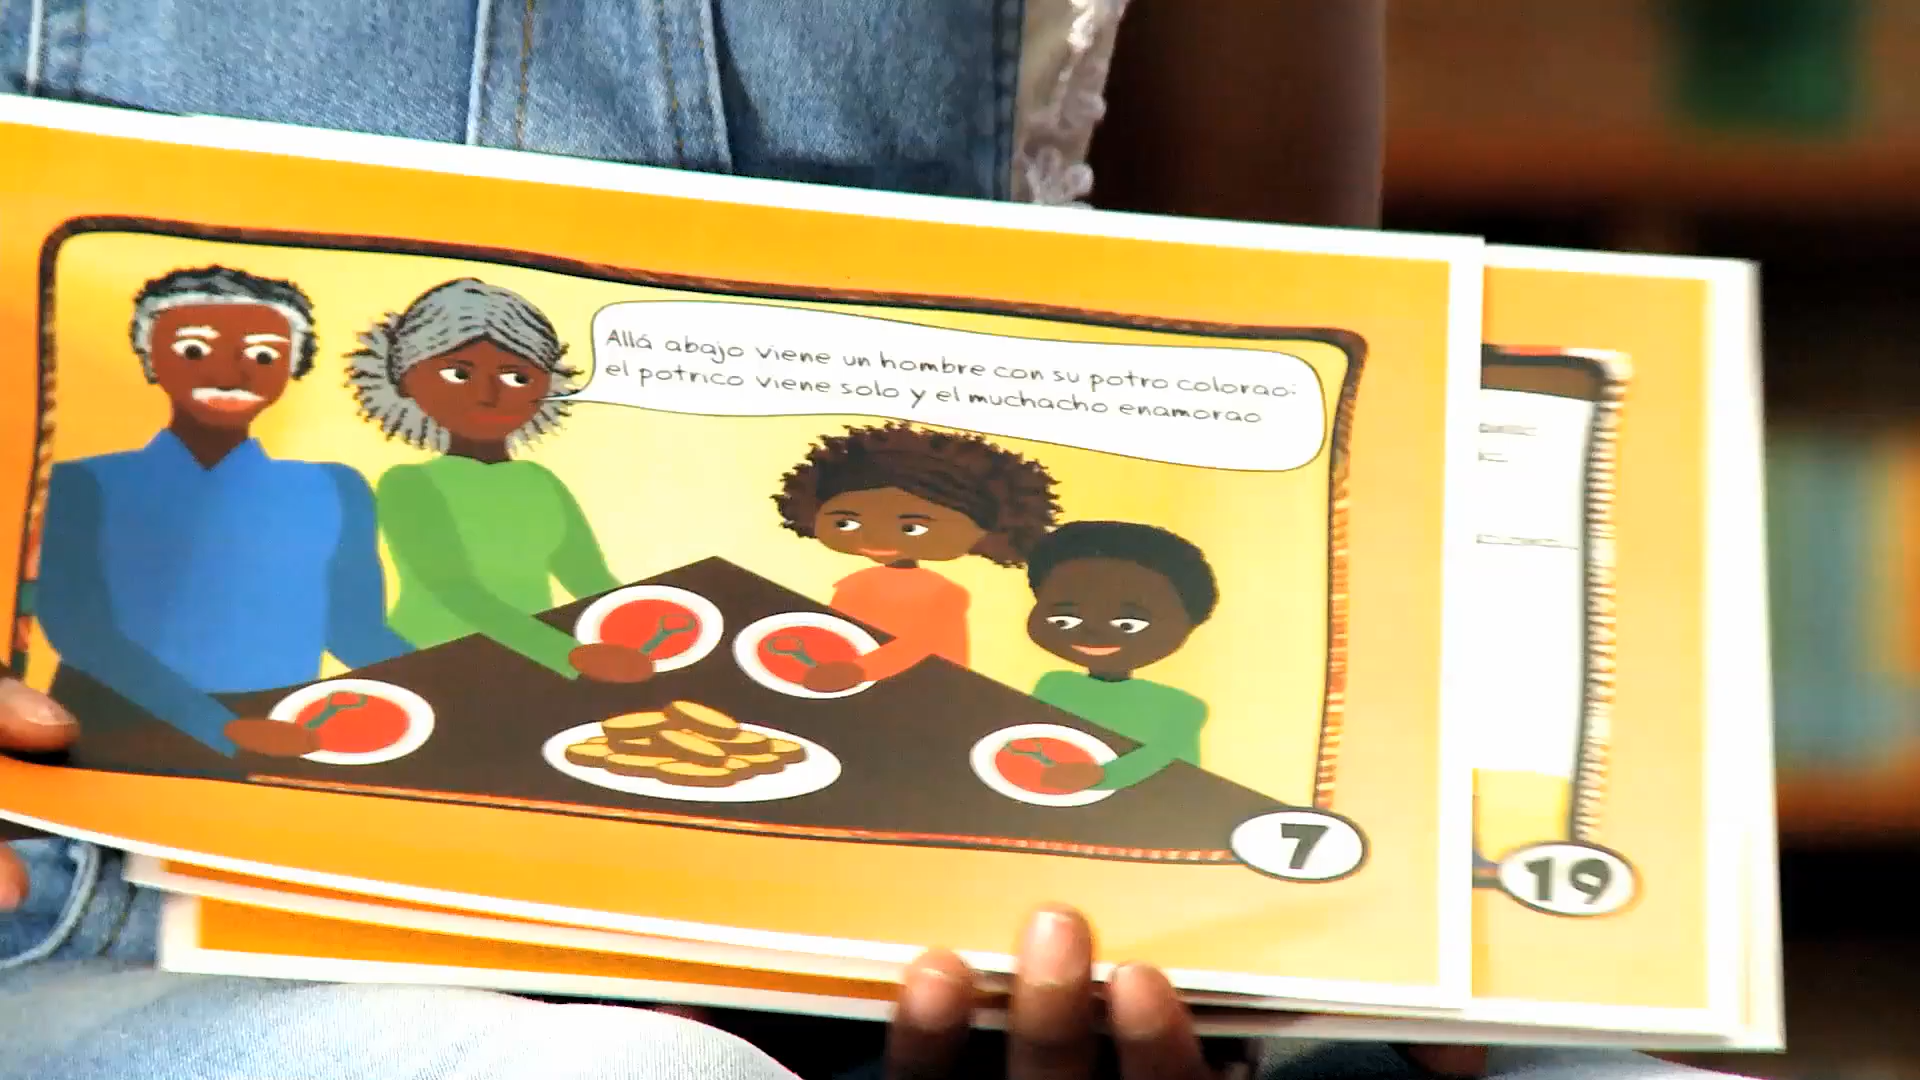 Allá abajo viene un hombre con su potro colorao:
el potrico viene solo y el muchacho enamorao
7
19